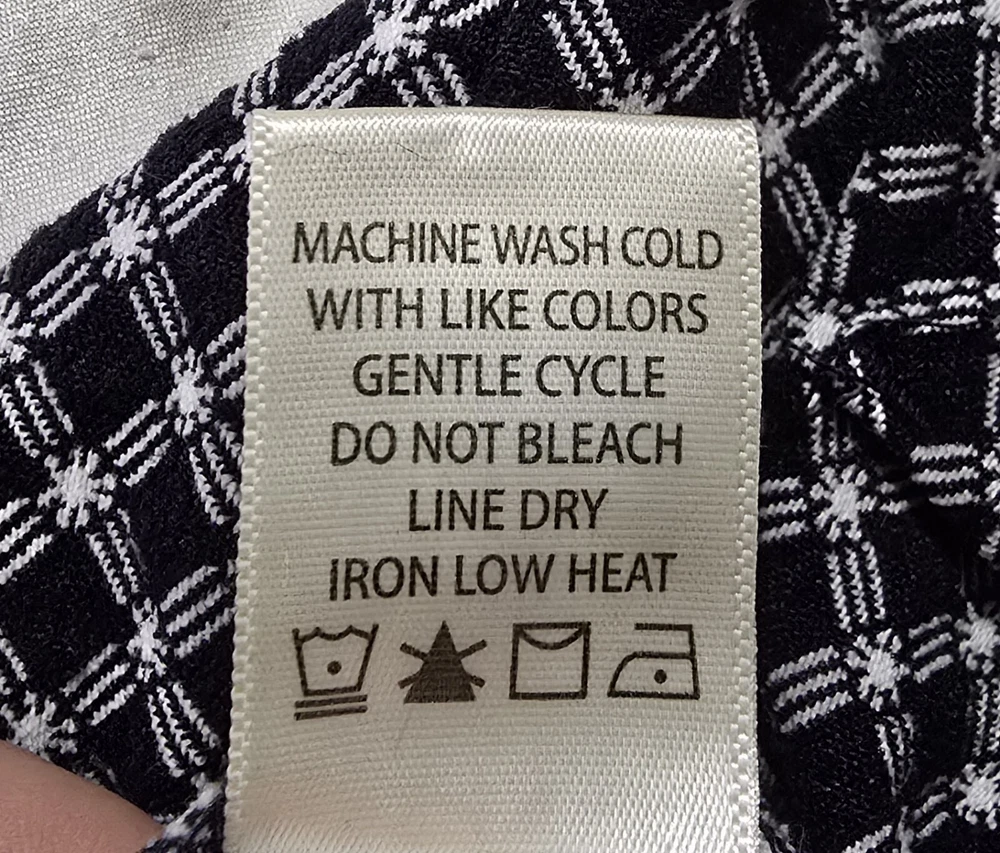 MACHINE WASH COLD
WITH LIKE COLORS
GENTLE CYCLE
DO NOT BLEACH
LINE DRY
IRON LOW HEAT